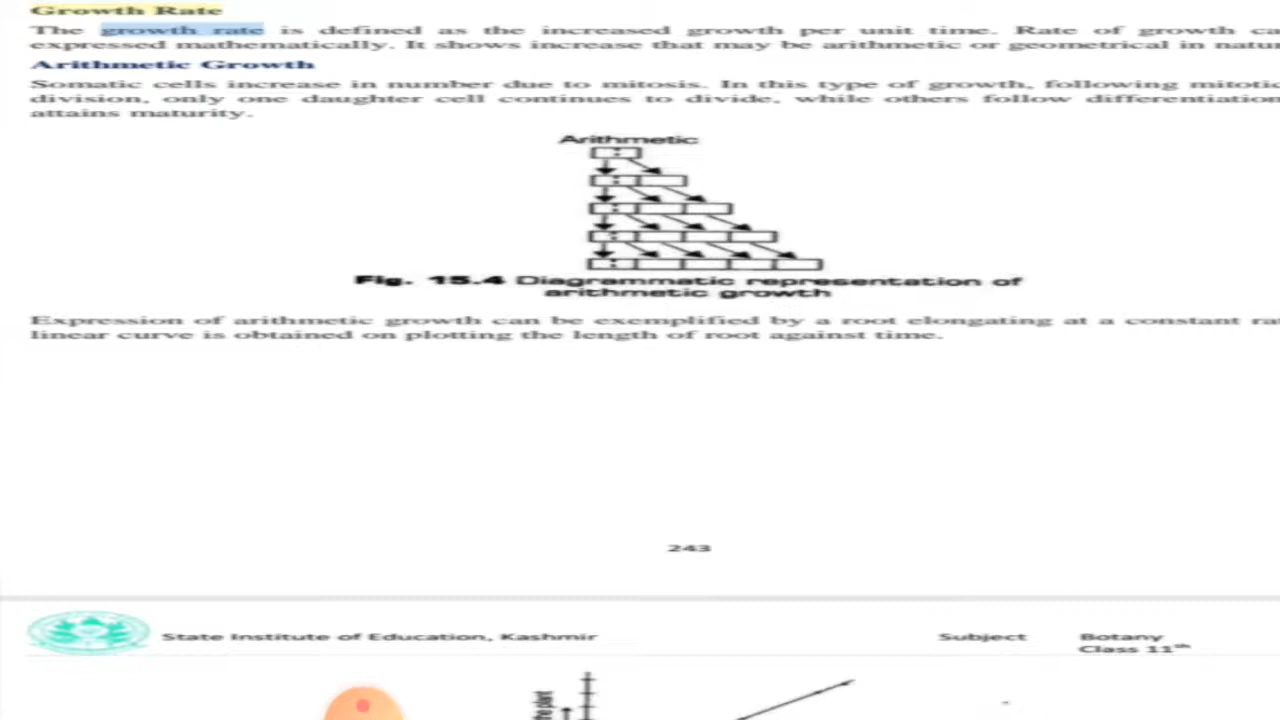 Growth Rate
The growth rate is defined as the increased growth per unit time. Rate of growth ca
expressed mathematically. It shows increase that may be arithmetic or geometrical in natu
Arithmetic Growth
Somatic cells increase in number due to mitosis. In this type of growth, following mitotic
division, only one daughter cell continues to divide, while others follow differentiation
attains maturity.
Arithmetic
Fig. 15.4 Diagrammatic representation of
arithmetic growth
Expression of arithmetic growth can be exemplified by a root elongating at a constant ra
linear curve is obtained on plotting the length of root against time.
243
State Institute of Education, Kashmir Subject Botany
Class 11th
the plant